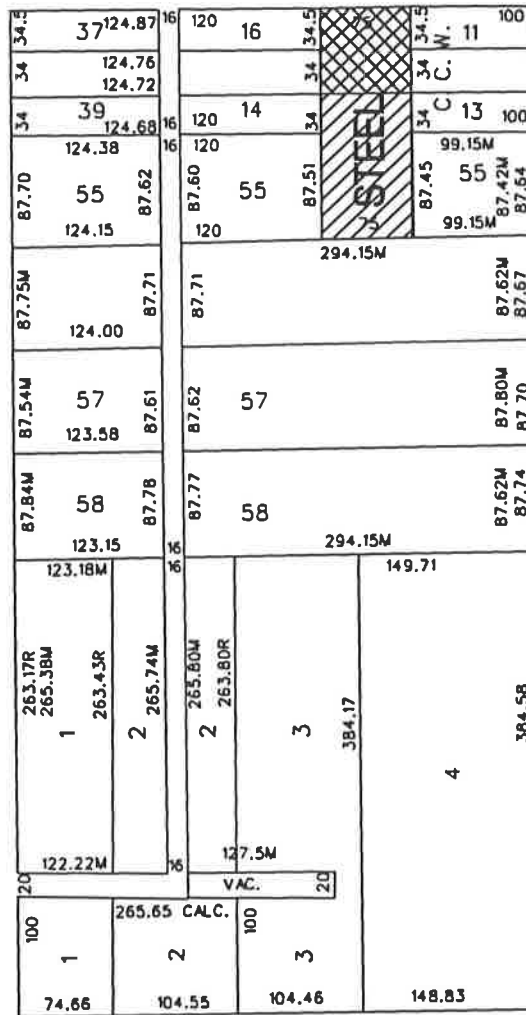 34.5 37 124.87 16 120 16 34.5 34.5 11 100
W.
34 124.76 34 34 C.
124.72
34 39 124.68 16 120 14 34 34 C. 13 100
124.38 16 120 STEEL 99.15M
87.70 55 87.62 87.60 55 87.51 87.45 55 87.42M 87.64
124.15 120 99.15M
294.15M
87.75M 87.71 87.71 87.62M 87.67
124.00
87.54M 57 87.61 87.62 57 87.80M 87.70
123.58
87.84M 58 87.78 87.77 58 87.62M 87.74
123.15 16 294.15M
123.18M 16 149.71
263.17R 265.38M 263.43R 265.74M 265.80M 263.80R 384.17 384.58
1 2 2 3 4
122.22M 16 127.5M
20 VAC. 20
265.65 CALC.
100 1 2 100 3
74.66 104.55 104.46 148.83